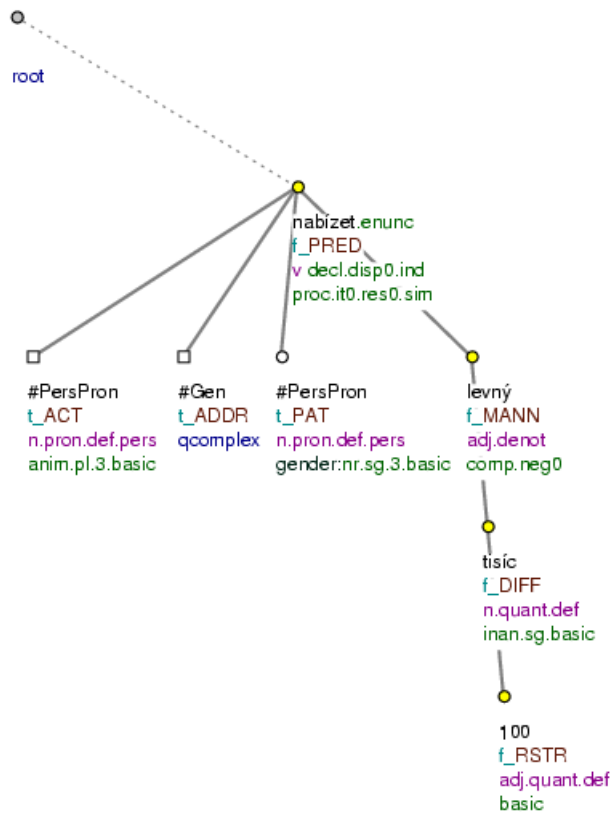 root
nabízet.enunc
f_PRED
v decl.disp0.ind
proc.it0.res0.sim
#PersPron
t_ACT
n.pron.def.pers
anim.pl.3.basic
#Gen
t_ADDR
qcomplex
#PersPron
t_PAT
n.pron.def.pers
gender:nr.sg.3.basic
levný
f_MANN
adj.denot
comp.neg0
tisíc
f_DIFF
n.quant.def
inan.sg.basic
100
f_RSTR
adj.quant.def
basic